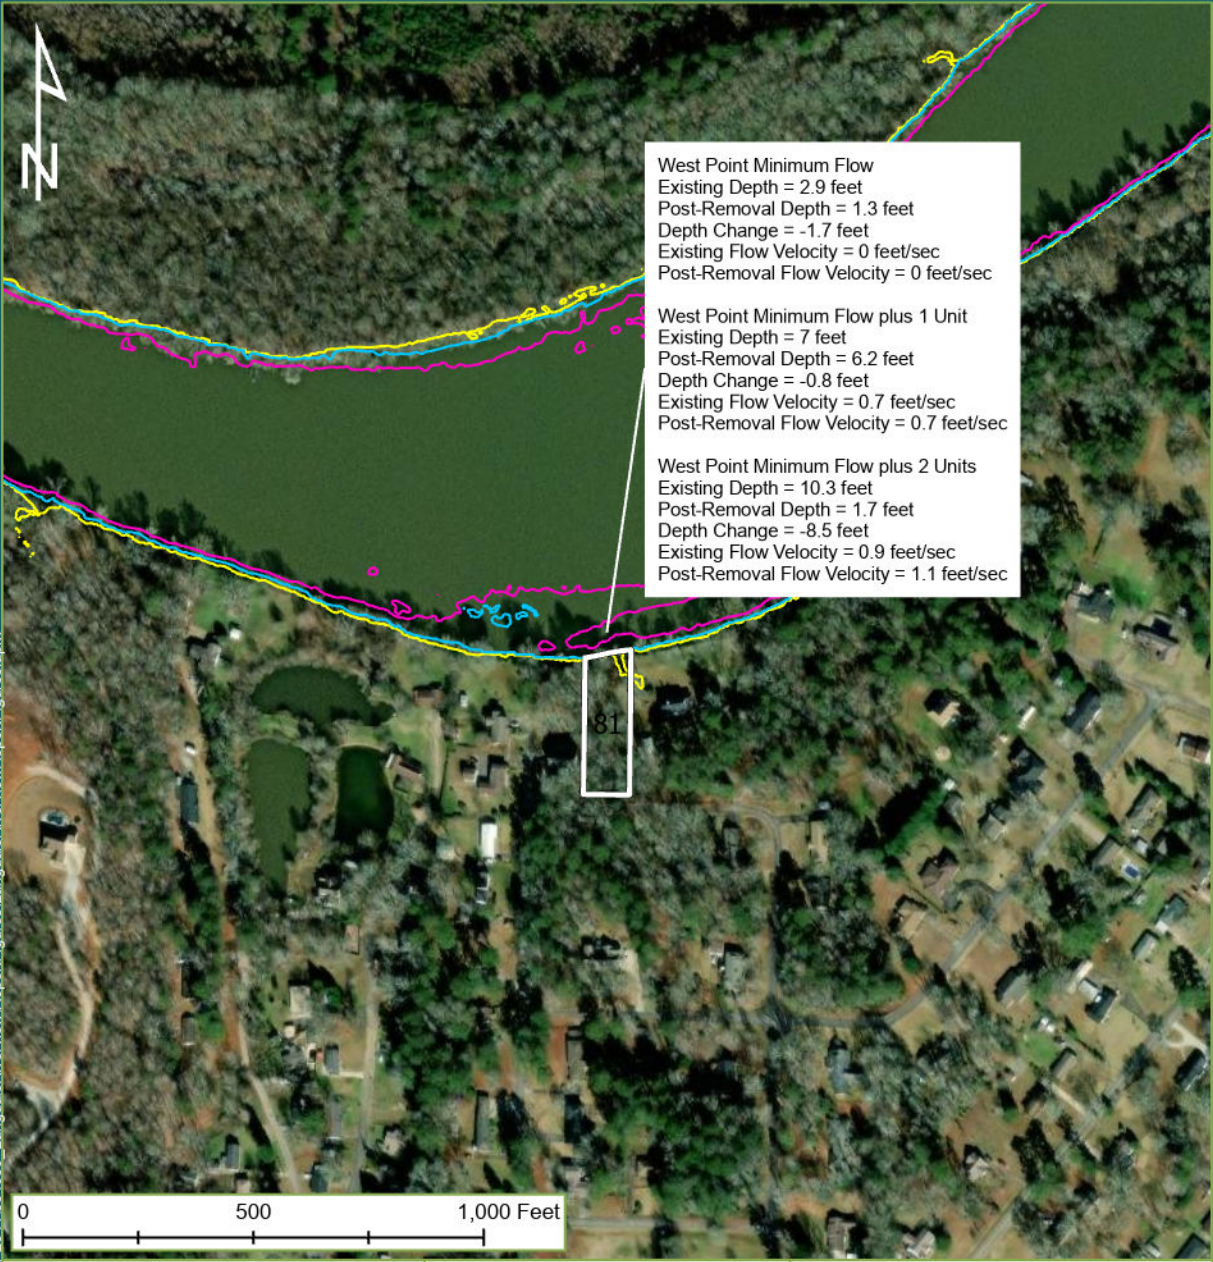 N
West Point Minimum Flow
Existing Depth = 2.9 feet
Post-Removal Depth = 1.3 feet
Depth Change = -1.7 feet
Existing Flow Velocity = 0 feet/sec
Post-Removal Flow Velocity = 0 feet/sec
West Point Minimum Flow plus 1 Unit
Existing Depth = 7 feet
Post-Removal Depth = 6.2 feet
Depth Change = -0.8 feet
Existing Flow Velocity = 0.7 feet/sec
Post-Removal Flow Velocity = 0.7 feet/sec
West Point Minimum Flow plus 2 Units
Existing Depth = 10.3 feet
Post-Removal Depth = 1.7 feet
Depth Change = -8.5 feet
Existing Flow Velocity = 0.9 feet/sec
Post-Removal Flow Velocity = 1.1 feet/sec
81
0 500 1,000 Feet